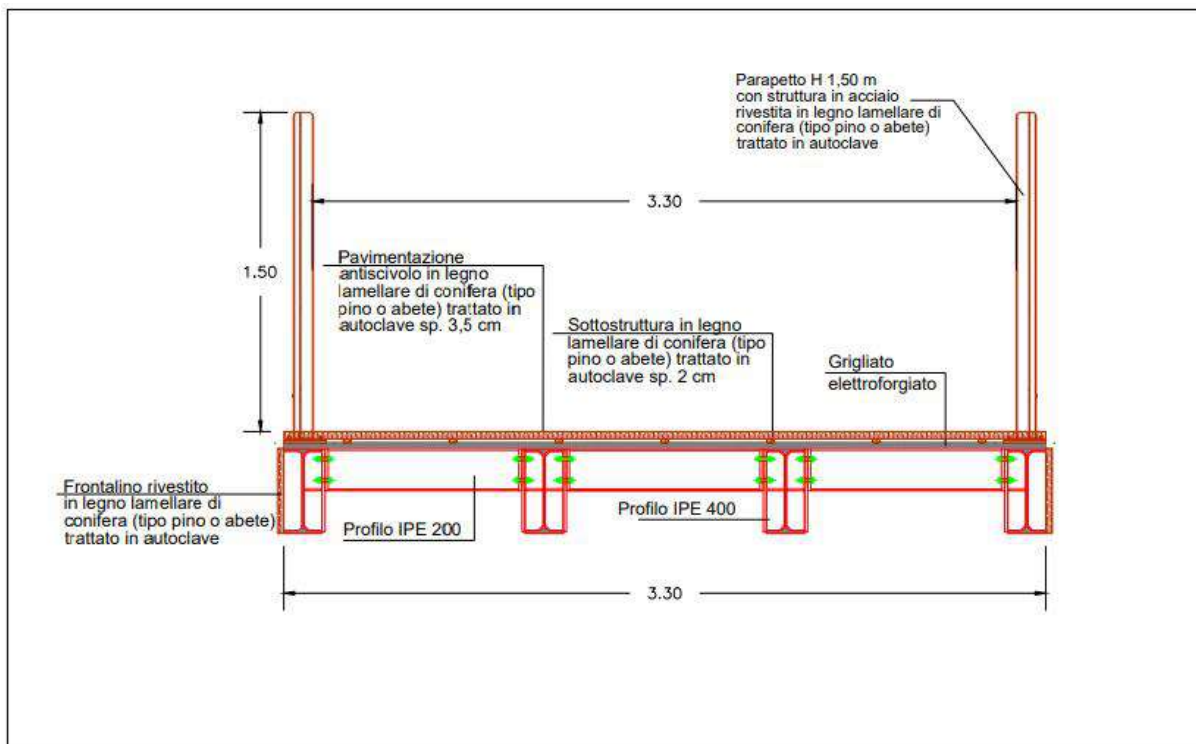 Parapetto H 1,50 m
con struttura in acciaio
rivestita in legno lamellare di
conifera (tipo pino o abete)
trattato in autoclave
3.30
1.50
Pavimentazione
antiscivolo in legno
lamellare di conifera (tipo
pino o abete) trattato in
autoclave sp. 3,5 cm
Sottostruttura in legno
lamellare di conifera (tipo
pino o abete) trattato in
autoclave sp. 2 cm
Grigliato
elettroforgiato
Frontalino rivestito
in legno lamellare di
conifera (tipo pino o abete)
trattato in autoclave
Profilo IPE 200
Profilo IPE 400
3.30